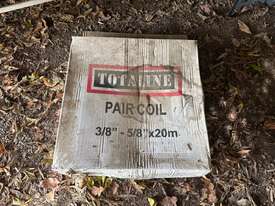 TOTALINE
PAIR COIL
3/8" - 5/8"x20m